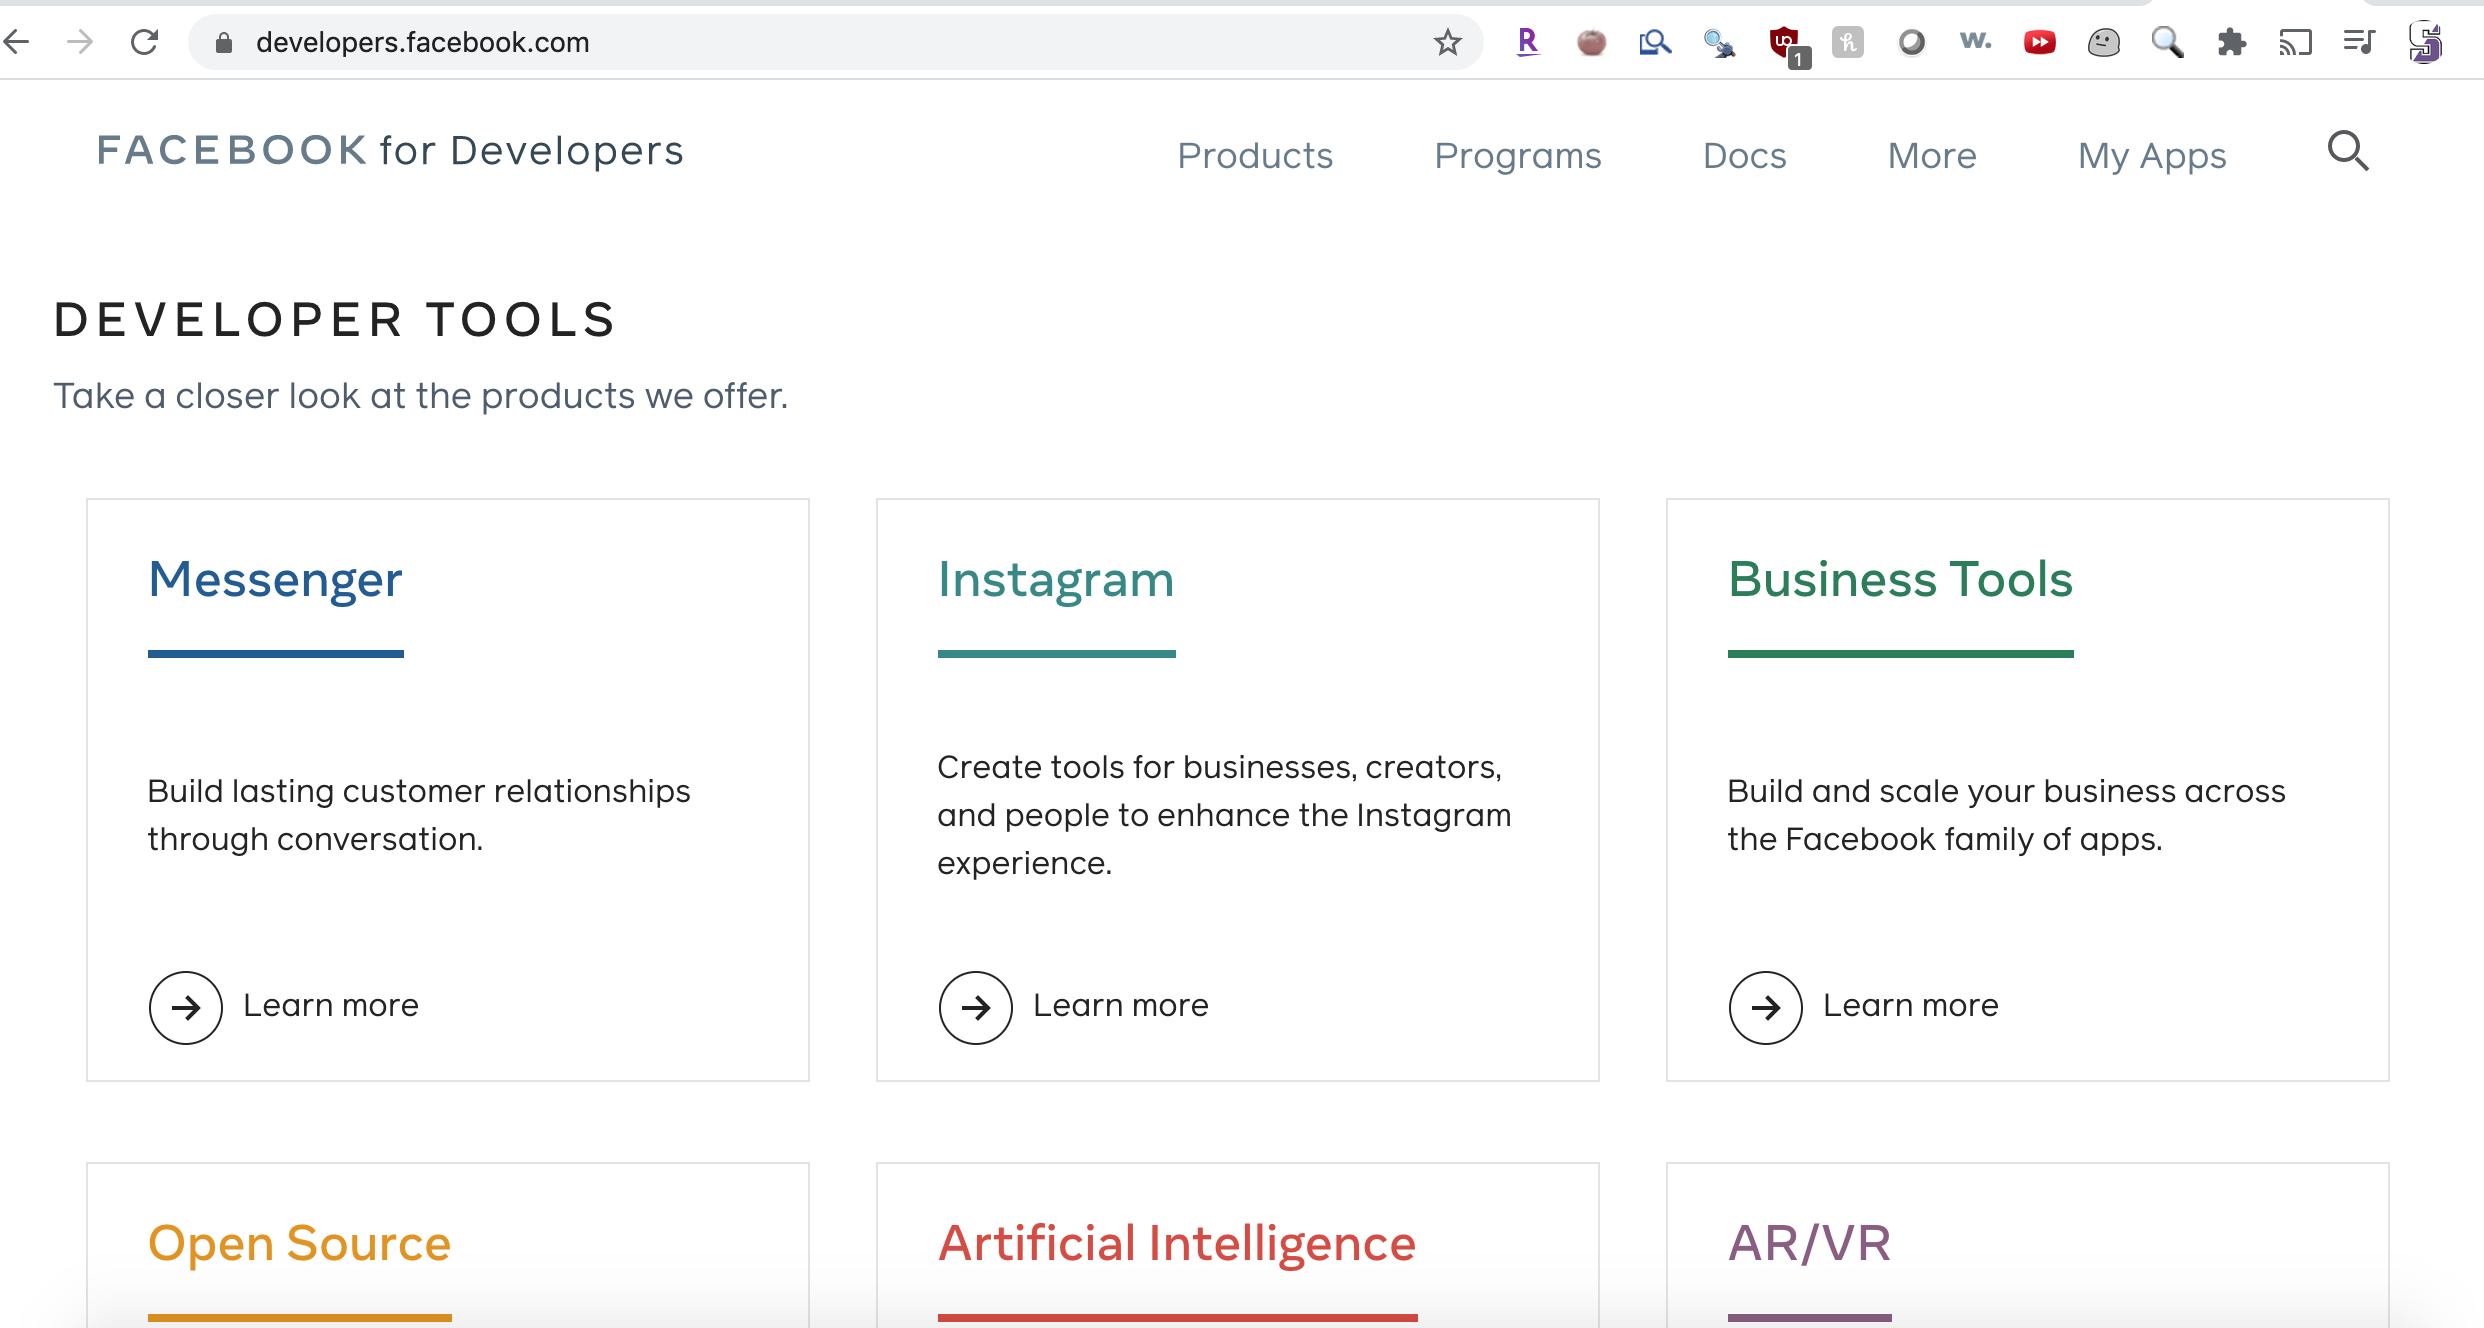 developers.facebook.com
R
UO
1
h
w.
S
FACEBOOK for Developers
Products
Programs
Docs
More
My Apps
DEVELOPER TOOLS
Take a closer look at the products we offer.
Messenger
Build lasting customer relationships
through conversation.
Learn more
Instagram
Create tools for businesses, creators,
and people to enhance the Instagram
experience.
Learn more
Business Tools
Build and scale your business across
the Facebook family of apps.
Learn more
Open Source
Artificial Intelligence
AR/VR